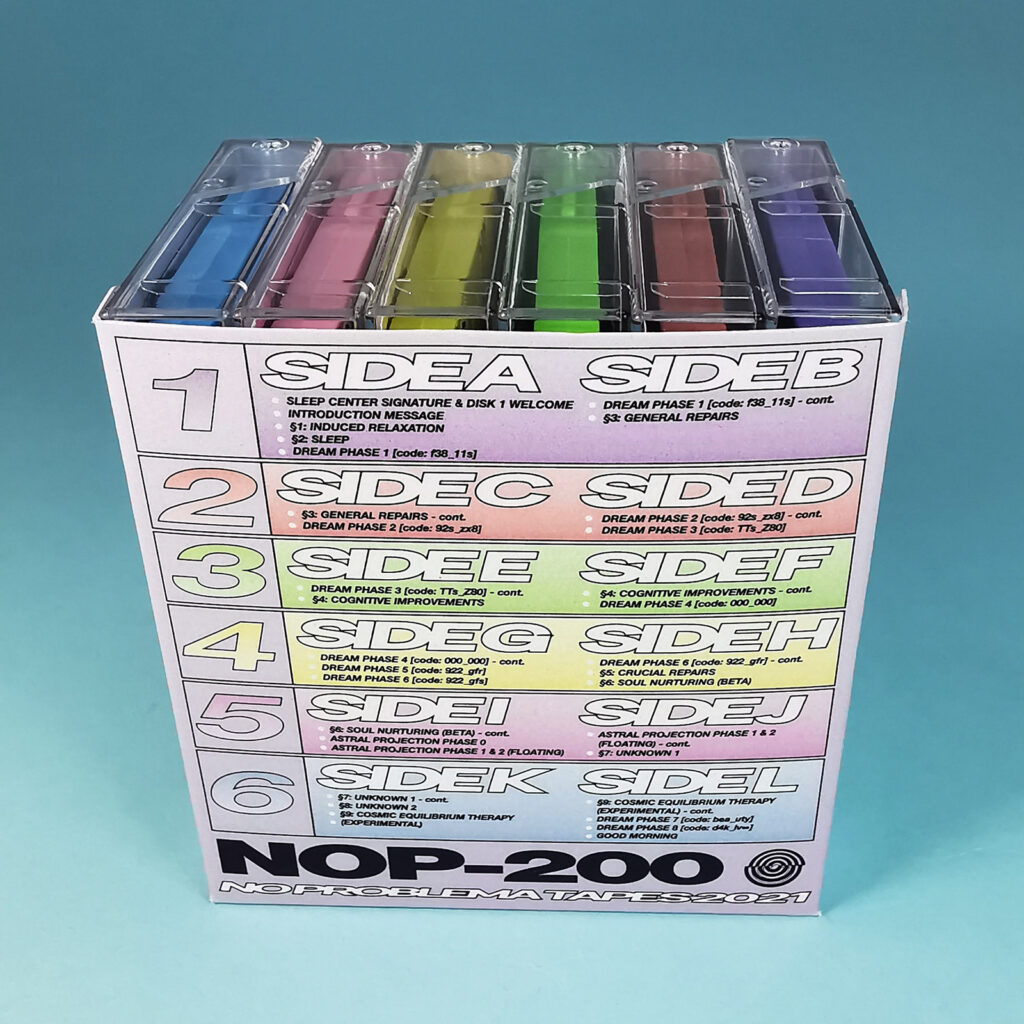 1
SIDE A
SLEEP CENTER SIGNATURE & DISK 1 WELCOME
INTRODUCTION MESSAGE
§1: INDUCED RELAXATION
§2: SLEEP
DREAM PHASE 1 [code: f38_11s]
SIDE B
DREAM PHASE 1 [code: f38_11s] - cont.
§3: GENERAL REPAIRS
2
SIDE C
§3: GENERAL REPAIRS - cont.
DREAM PHASE 2 [code: 92s_zx8]
SIDE D
DREAM PHASE 2 [code: 92s_zx8] - cont.
DREAM PHASE 3 [code: TTs_Z80]
3
SIDE E
DREAM PHASE 3 [code: TTs_Z80] - cont.
§4: COGNITIVE IMPROVEMENTS
SIDE F
§4: COGNITIVE IMPROVEMENTS - cont.
DREAM PHASE 4 [code: 000_000]
4
SIDE G
DREAM PHASE 4 [code: 000_000] - cont.
DREAM PHASE 5 [code: 922_gfr]
DREAM PHASE 6 [code: 922_gfs]
SIDE H
DREAM PHASE 6 [code: 922_gfr] - cont.
§5: CRUCIAL REPAIRS
§6: SOUL NURTURING (BETA)
5
SIDE I
§6: SOUL NURTURING (BETA) - cont.
ASTRAL PROJECTION PHASE 0
ASTRAL PROJECTION PHASE 1 & 2 (FLOATING)
SIDE J
ASTRAL PROJECTION PHASE 1 & 2
(FLOATING) - cont.
§7: UNKNOWN 1
6
SIDE K
§7: UNKNOWN 1 - cont.
§8: UNKNOWN 2
§9: COSMIC EQUILIBRIUM THERAPY
(EXPERIMENTAL)
SIDE L
§9: COSMIC EQUILIBRIUM THERAPY
(EXPERIMENTAL) - cont.
DREAM PHASE 7 [code: bea_uty]
DREAM PHASE 8 [code:
GOOD MORNING
NOP-200
NO PROBLEMA TAPES 2021